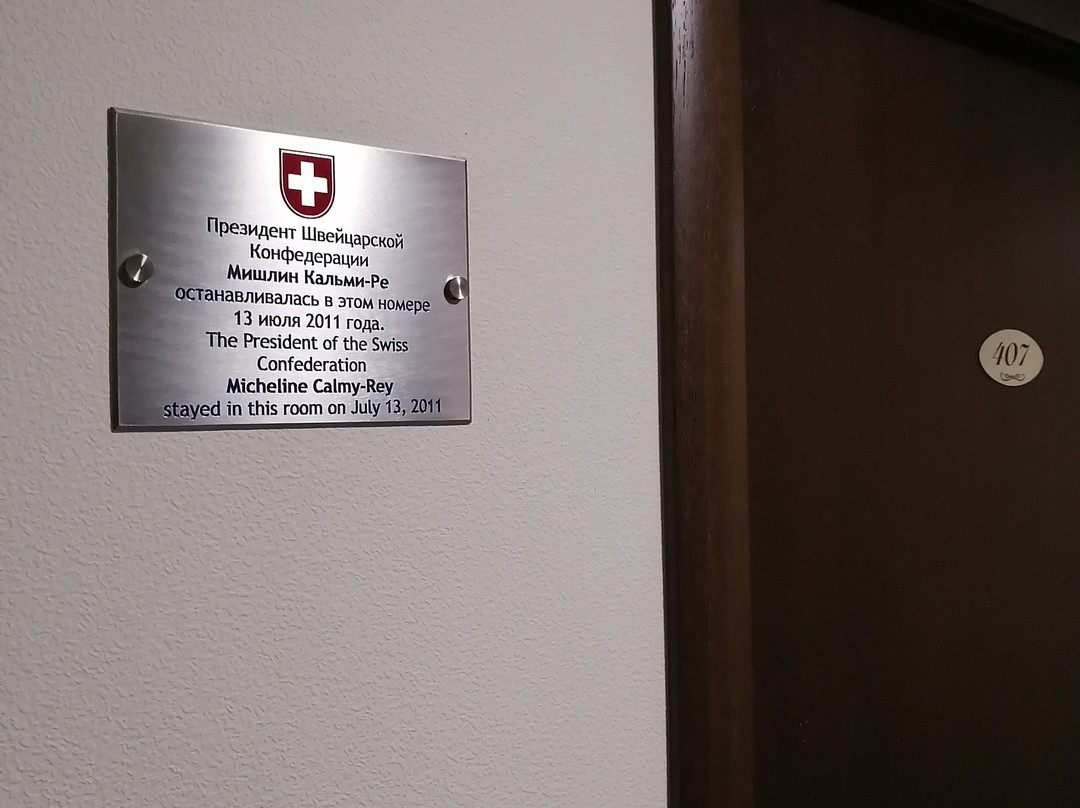 Президент Швейцарской
Конфедерации
Мишлин Кальми-Ре
останавливалась в этом номере
13 июля 2011 года.
The President of the Swiss
Confederation
Micheline Calmy-Rey
stayed in this room on July 13, 2011
407